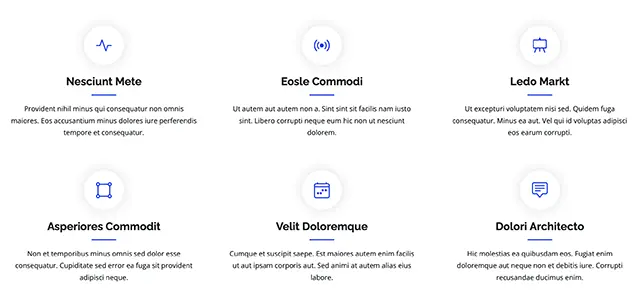 Nesciunt Mete
Provident nihil minus qui consequatur non omnis
maiores. Eos accusantium minus dolores iure perferendis
tempore et consequatur.
Eosle Commodi
Ut autem aut autem non a. Sint sint sit facilis nam iusto
sint. Libero corrupti neque eum hic non ut nesciunt
dolorem.
Ledo Markt
Ut excepturi voluptatem nisi sed. Quidem fuga
consequatur. Minus ea aut. Vel qui id voluptas adipisci
eos earum corrupti.
Asperiores Commodit
Non et temporibus minus omnis sed dolor esse
consequatur. Cupiditate sed error ea fuga sit provident
adipisci neque.
Velit Doloremque
Cumque et suscipit saepe. Est maiores autem enim facilis
ut aut ipsam corporis aut. Sed animi at autem alias eius
labore.
Dolori Architecto
Hic molestias ea quibusdam eos. Fugiat enim
doloremque aut neque non et debitis iure. Corrupti
recusandae ducimus enim.